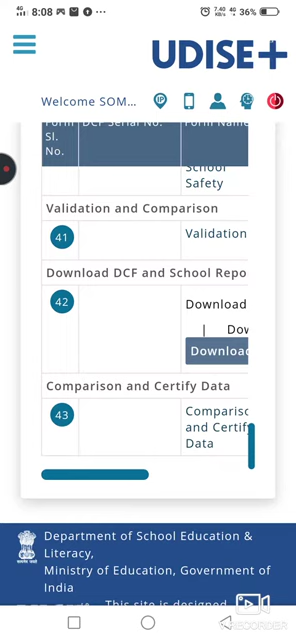 4G 8:08 7.40 KB/S 4G 36%
UDISE+
Welcome SOM...
IP
Form Sl. No.
DCF Serial No.
Form Name
School Safety
Validation and Comparison
41
Validation
Download DCF and School Repo
42
Download
|
Download
Comparison and Certify Data
43
Comparisc
and Certify
Data
Department of School Education &
Literacy,
Ministry of Education, Government of
India
This site is designed
RECORDER